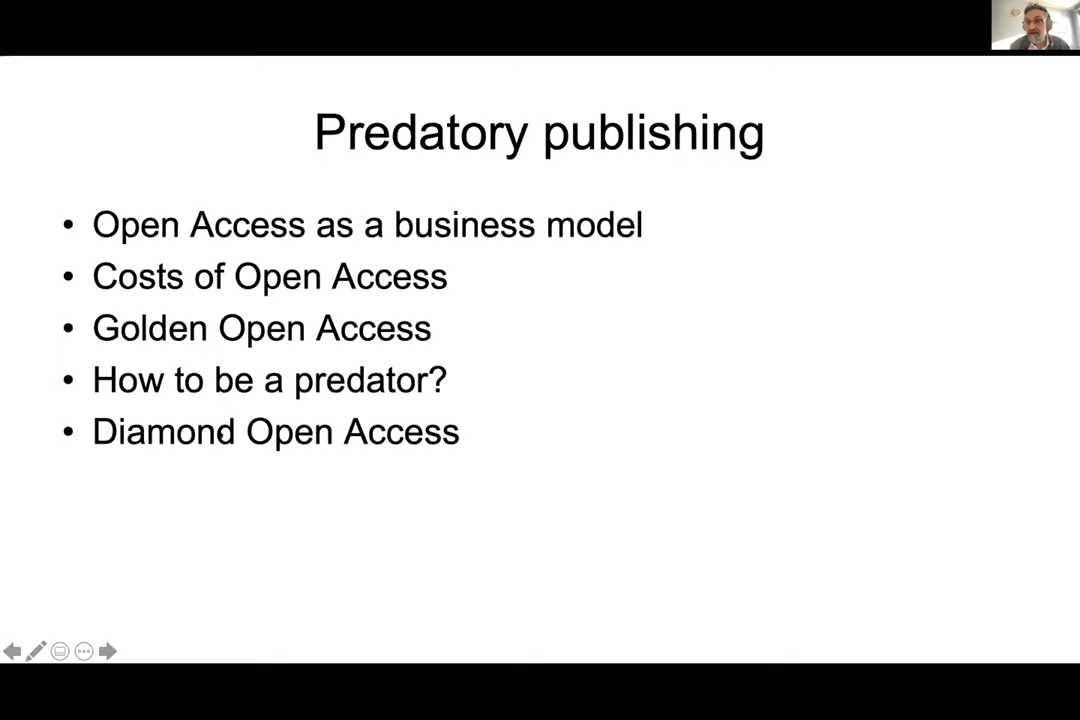 Predatory publishing
• Open Access as a business model
• Costs of Open Access
• Golden Open Access
• How to be a predator?
• Diamond Open Access